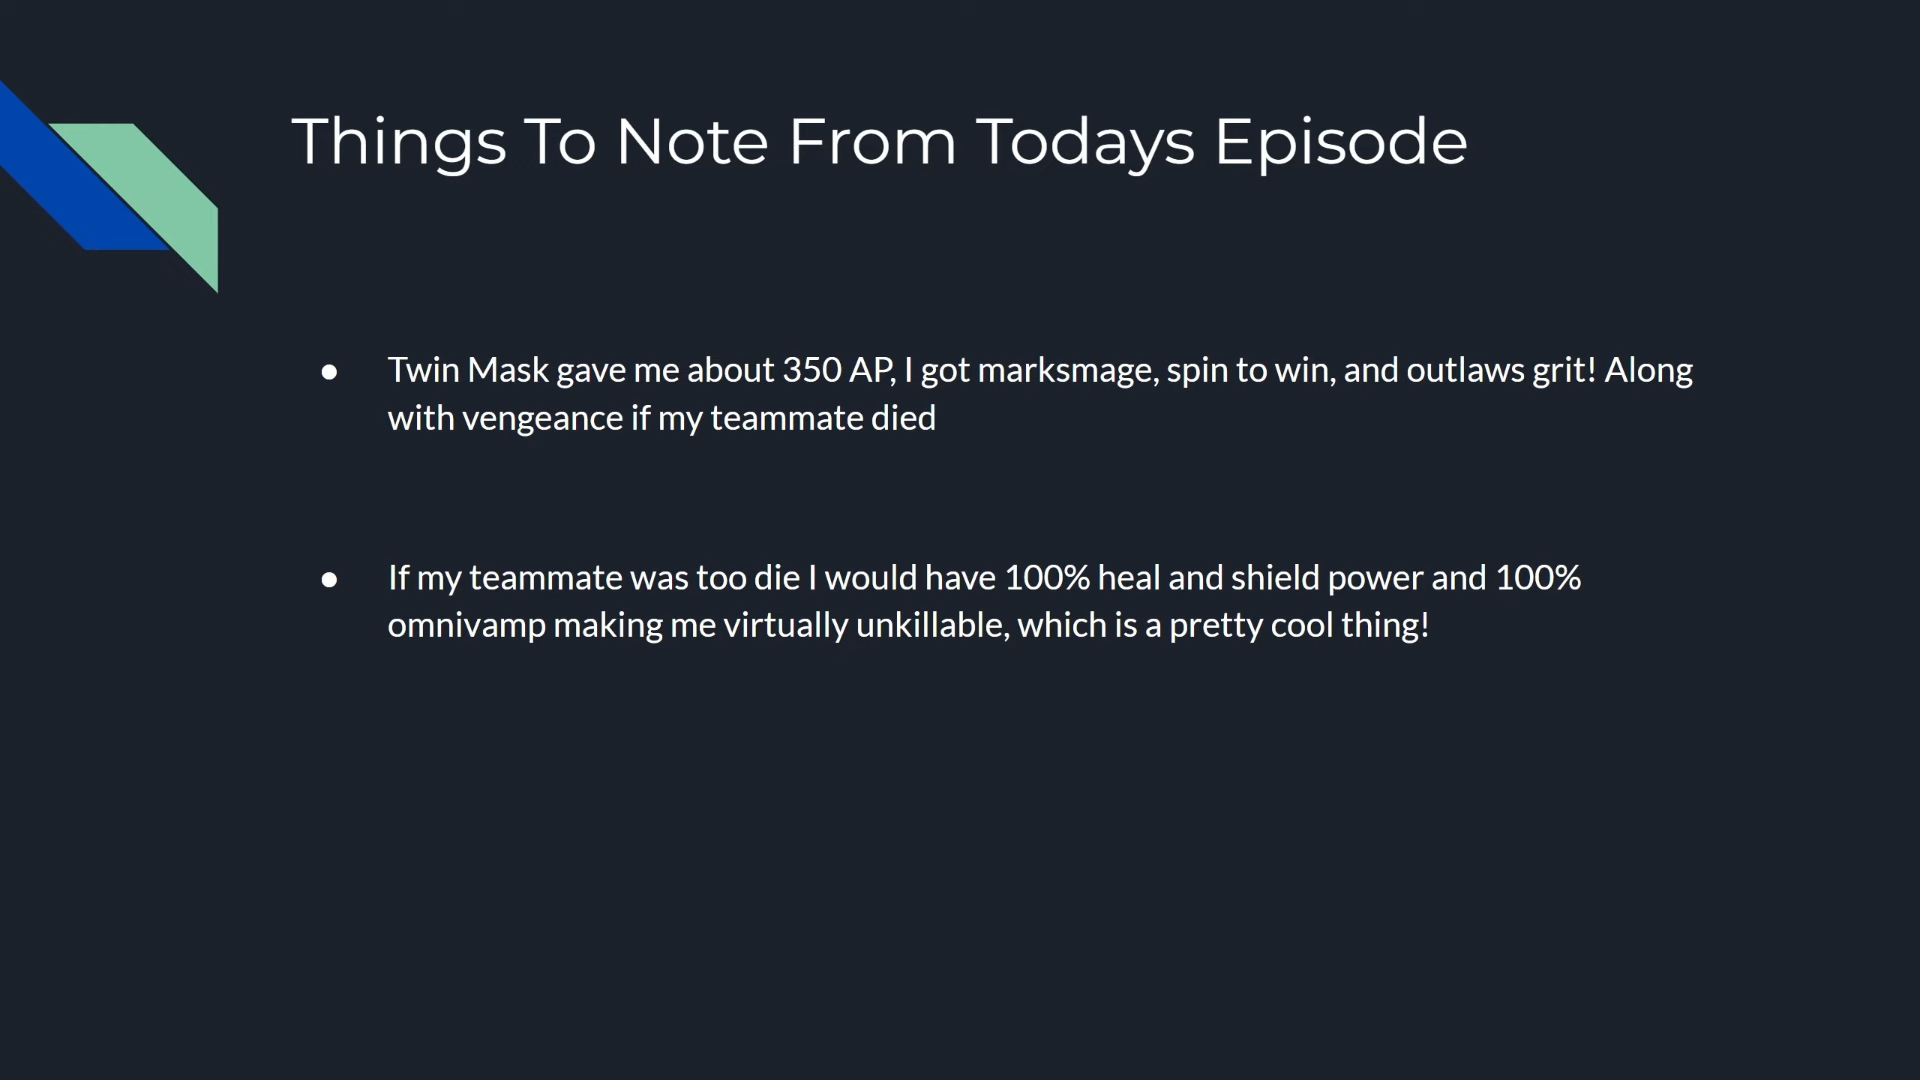 Things To Note From Todays Episode
● Twin Mask gave me about 350 AP, I got marksmage, spin to win, and outlaws grit! Along
with vengeance if my teammate died
● If my teammate was too die I would have 100% heal and shield power and 100%
omnivamp making me virtually unkillable, which is a pretty cool thing!